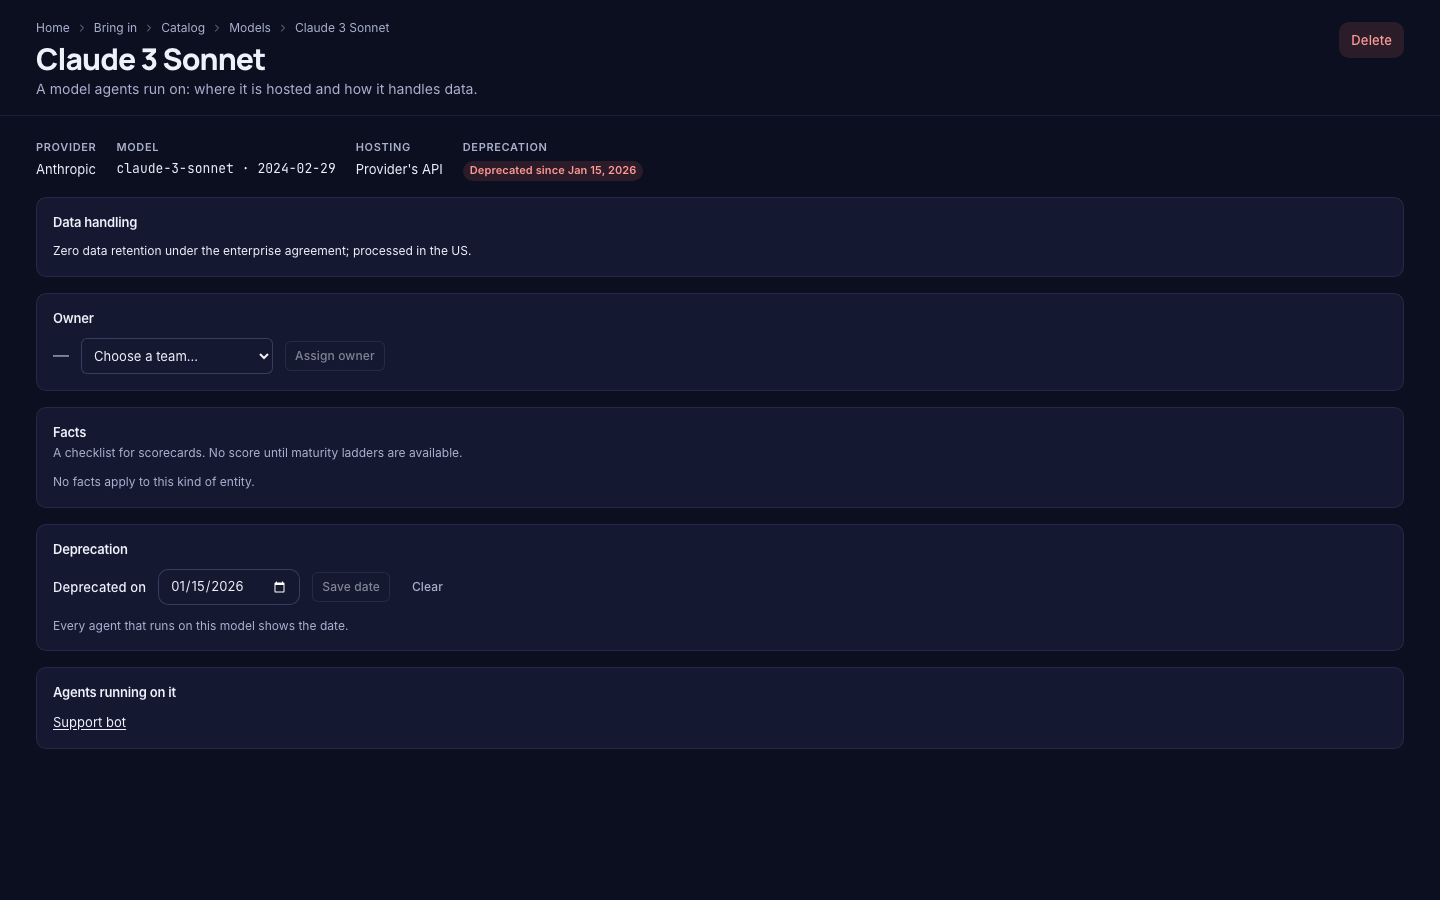 Home > Bring in > Catalog > Models > Claude 3 Sonnet
Claude 3 Sonnet
A model agents run on: where it is hosted and how it handles data.
Delete
PROVIDER MODEL HOSTING DEPRECATION
Anthropic claude-3-sonnet · 2024-02-29 Provider's API Deprecated since Jan 15, 2026
Data handling
Zero data retention under the enterprise agreement; processed in the US.
Owner
— Choose a team... Assign owner
Facts
A checklist for scorecards. No score until maturity ladders are available.
No facts apply to this kind of entity.
Deprecation
Deprecated on 01/15/2026 Save date Clear
Every agent that runs on this model shows the date.
Agents running on it
Support bot